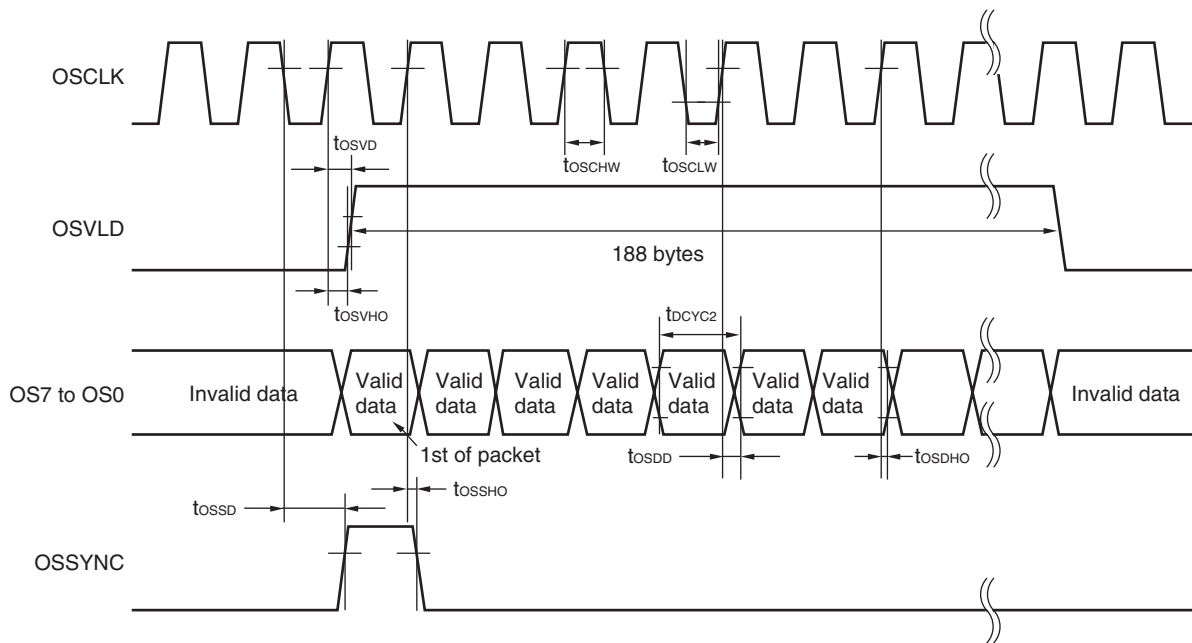 OSCLK
tOSVD
tOSCHW
tOSCLW
OSVLD
188 bytes
tOSVHO
tDCYC2
OS7 to OS0
Invalid data
Valid
data
Valid
data
Valid
data
Valid
data
Valid
data
Valid
data
Valid
data
Invalid data
1st of packet
tOSDD
tOSDHO
tOSSHO
tOSSD
OSSYNC